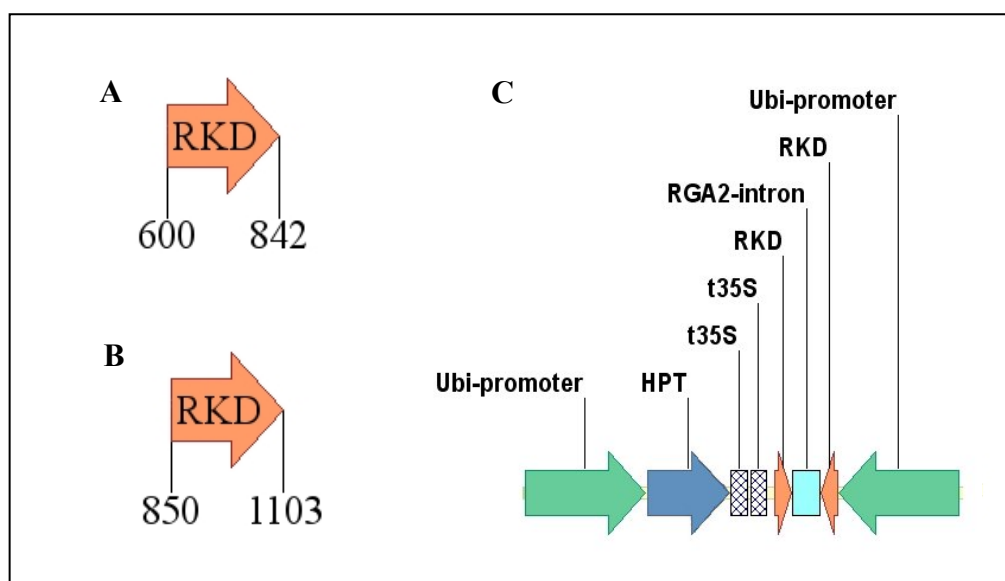 A
RKD
600 842
B
RKD
850 1103
C
Ubi-promoter
RKD
RGA2-intron
RKD
t35S
t35S
Ubi-promoter HPT